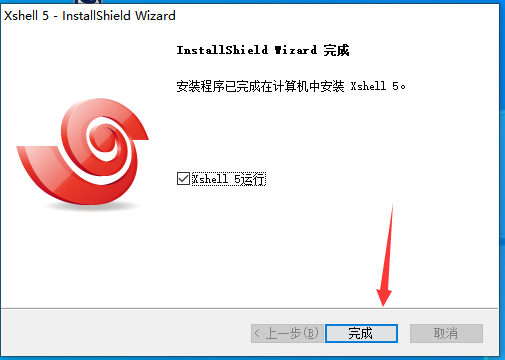 Xshell 5 - InstallShield Wizard
InstallShield Wizard 完成
安装程序已完成在计算机中安装 Xshell 5。
Xshell 5运行
< 上一步(B)
完成
取消